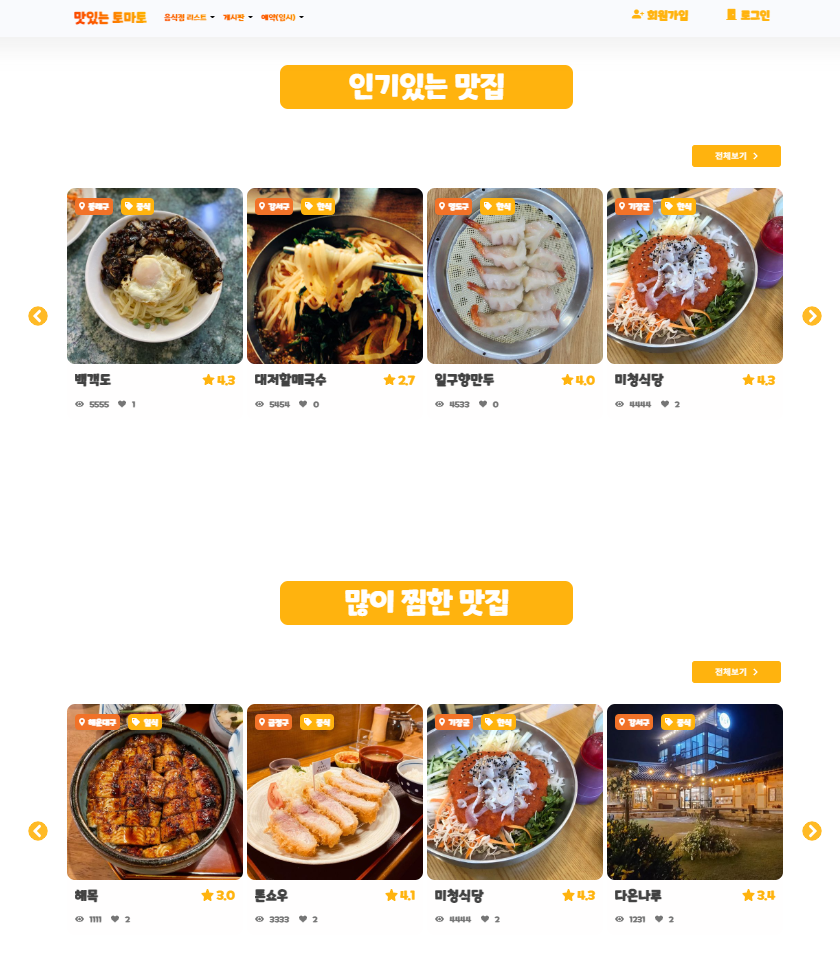 맛있는 토마토 음식점 리스트 게시판 예약(임시) 회원가입 로그인
인기있는 맛집
전체보기
동래구 중식 강서구 한식 영도구 한식 기장군 한식
백객도 4.3 대저할매국수 2.7 일구향만두 4.0 미청식당 4.3
5555 1 5454 0 4533 0 4444 2
많이 찜한 맛집
전체보기
해운대구 일식 금정구 중식 기장군 한식 강서구 중식
해목 3.0 톤쇼우 4.1 미청식당 4.3 다온나루 3.4
1111 2 3333 2 4444 2 1231 2